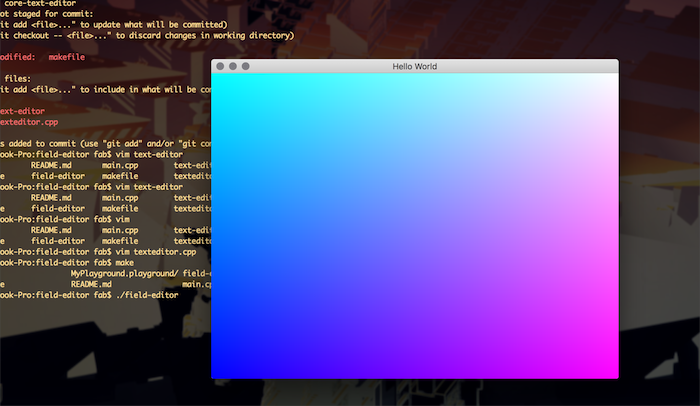 core-text-editor
ot staged for commit:
it add <file>..." to update what will be committed)
it checkout -- <file>..." to discard changes in working directory)
odified: makefile
files:
it add <file>..." to include in what will be com
ext-editor
exteditor.cpp
s added to commit (use "git add" and/or "git com
ook-Pro:field-editor fab$ vim text-editor
README.md main.cpp text-edi
e field-editor makefile textedito
ook-Pro:field-editor fab$ vim text-editor
README.md main.cpp text-edi
e field-editor makefile textedito
ook-Pro:field-editor fab$ vim
README.md main.cpp text-edi
e field-editor makefile textedito
ook-Pro:field-editor fab$ vim texteditor.cpp
ook-Pro:field-editor fab$ make
MyPlayground.playground/ field-e
e README.md main.cp
ook-Pro:field-editor fab$ ./field-editor
Hello World